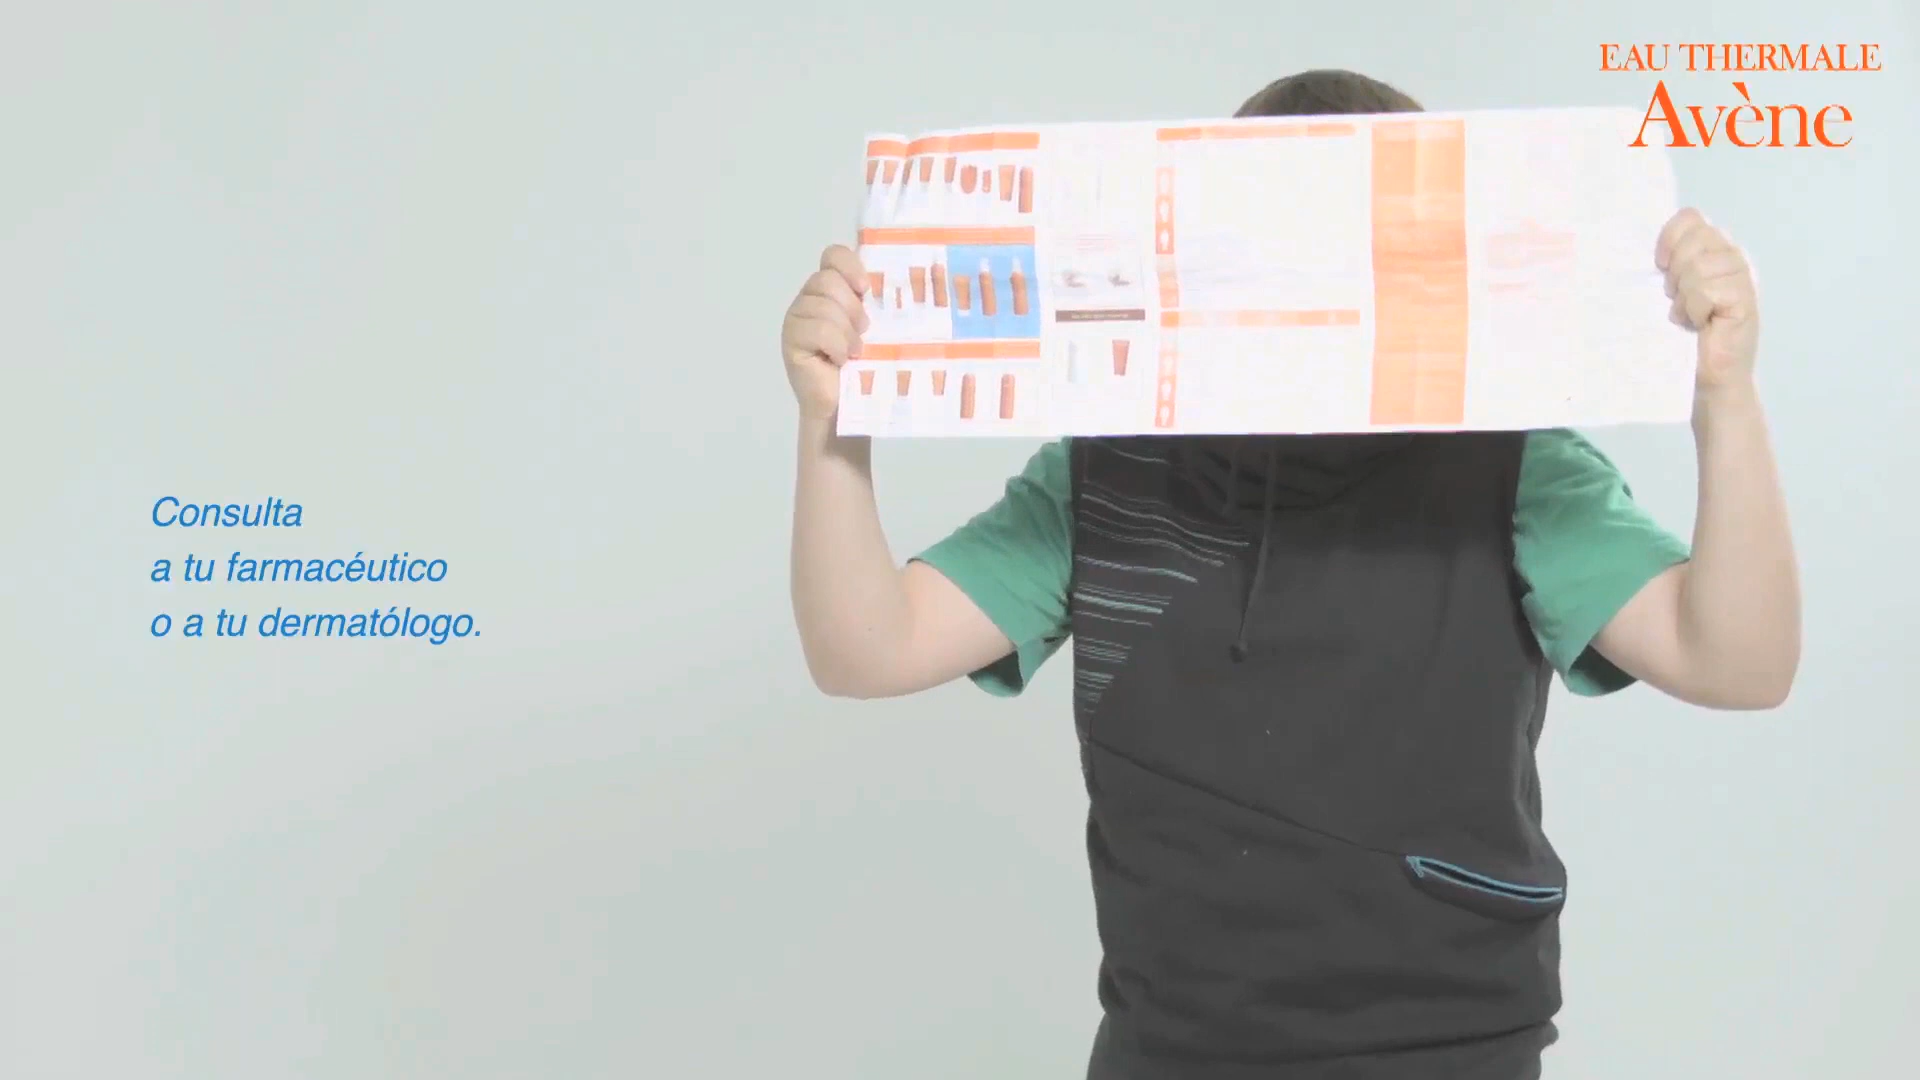 EAU THERMALE
Avène
Consulta
a tu farmacéutico
o a tu dermatólogo.